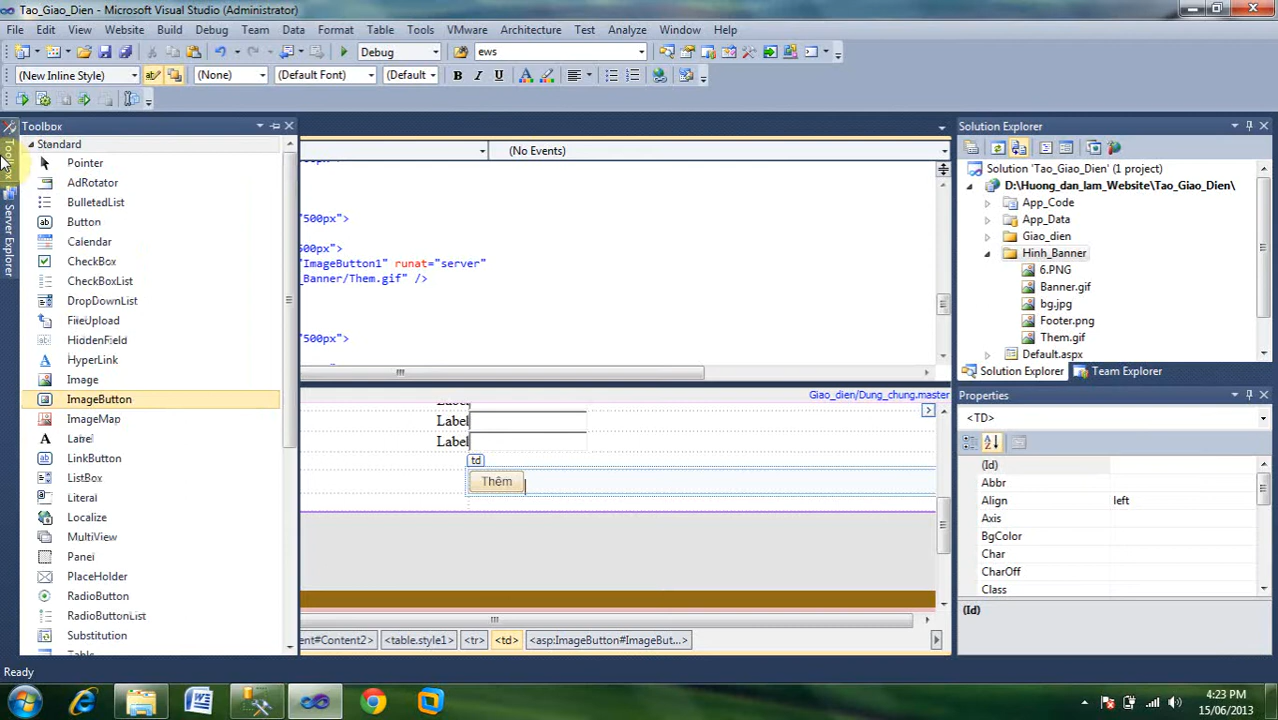 Tao_Giao_Dien - Microsoft Visual Studio (Administrator)
File Edit View Website Build Debug Team Data Format Table Tools VMware Architecture Test Analyze Window Help
Debug ews
(New Inline Style) (None) (Default Font) (Default B I U A
Toolbox
Standard
Pointer
AdRotator
BulletedList
Button
Calendar
CheckBox
CheckBoxList
DropDownList
FileUpload
HiddenField
HyperLink
Image
ImageButton
ImageMap
Label
LinkButton
ListBox
Literal
Localize
MultiView
Panel
PlaceHolder
RadioButton
RadioButtonList
Substitution
Server Explorer
(No Events)
"500px">
"500px">
"ImageButton1" runat="server"
_Banner/Them.gif" />
"500px">
Giao_dien/Dung_chung.master
Label
Label
td
Thêm
ent#Content2> <table.style1> <tr> <td> <asp:ImageButton#ImageBut...>
Solution Explorer
Solution 'Tao_Giao_Dien' (1 project)
D:\Huong_dan_lam_Website\Tao_Giao_Dien\
App_Code
App_Data
Giao_dien
Hinh_Banner
6.PNG
Banner.gif
bg.jpg
Footer.png
Them.gif
Default.aspx
Solution Explorer Team Explorer
Properties
<TD>
(Id)
Abbr
Align left
Axis
BgColor
Char
CharOff
Class
(Id)
Ready
4:23 PM
15/06/2013